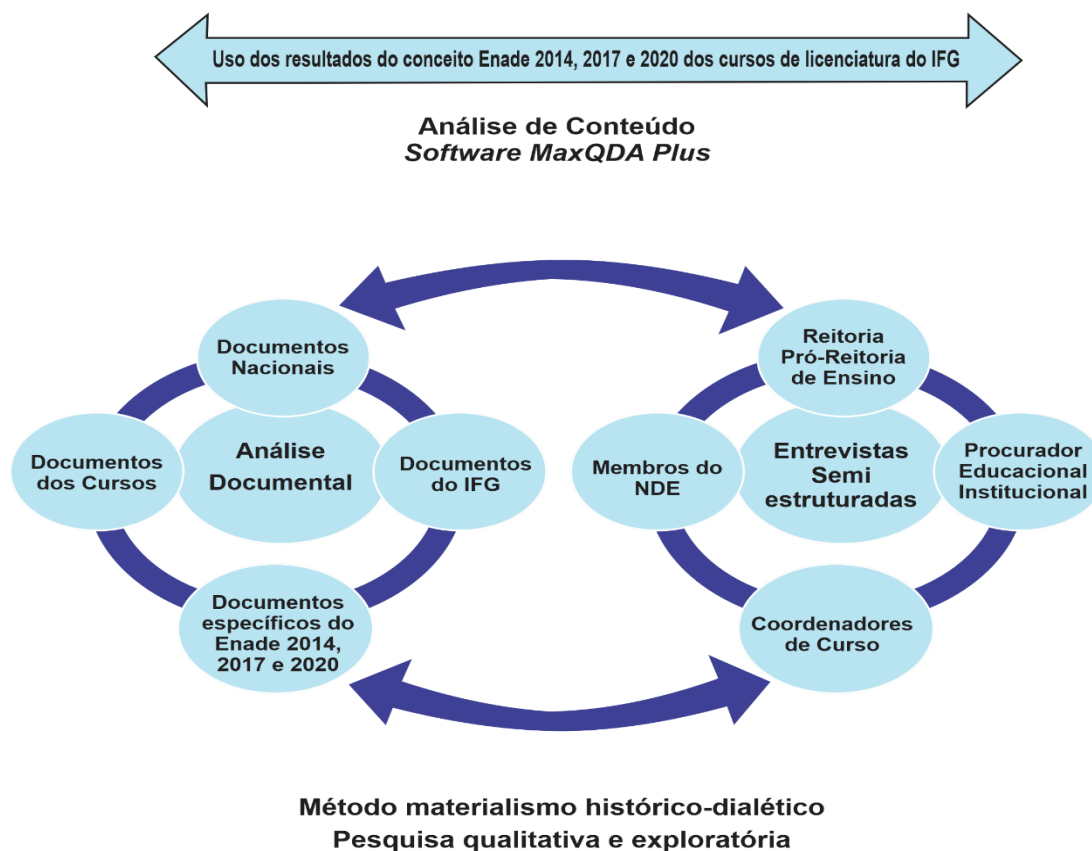 Uso dos resultados do conceito Enade 2014, 2017 e 2020 dos cursos de licenciatura do IFG
Análise de Conteúdo
Software MaxQDA Plus
Documentos
Nacionais
Documentos
dos Cursos
Análise
Documental
Documentos
do IFG
Documentos
específicos do
Enade 2014,
2017 e 2020
Reitoria
Pró-Reitoria
de Ensino
Membros do
NDE
Entrevistas
Semi
estruturadas
Procurador
Educacional
Institucional
Coordenadores
de Curso
Método materialismo histórico-dialético
Pesquisa qualitativa e exploratória